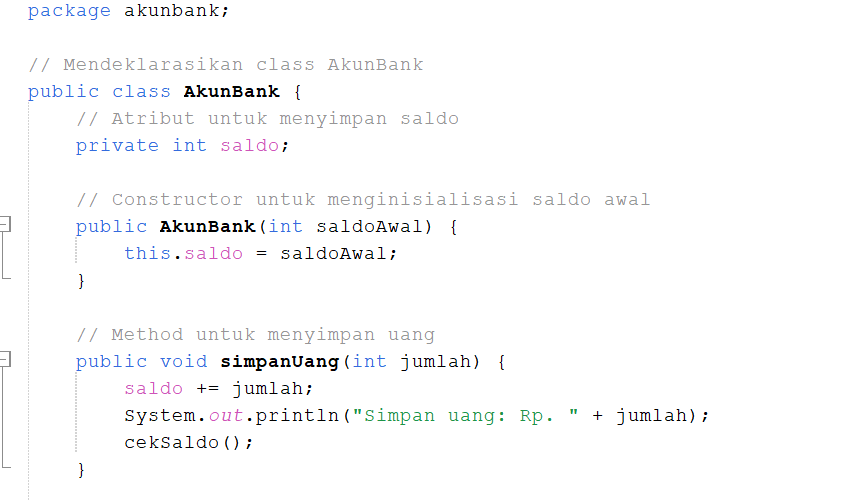 package akunbank;
// Mendeklarasikan class AkunBank
public class AkunBank {
// Atribut untuk menyimpan saldo
private int saldo;
// Constructor untuk menginisialisasi saldo awal
public AkunBank(int saldoAwal) {
this.saldo = saldoAwal;
}
// Method untuk menyimpan uang
public void simpanUang(int jumlah) {
saldo += jumlah;
System.out.println("Simpan uang: Rp. " + jumlah);
cekSaldo();
}